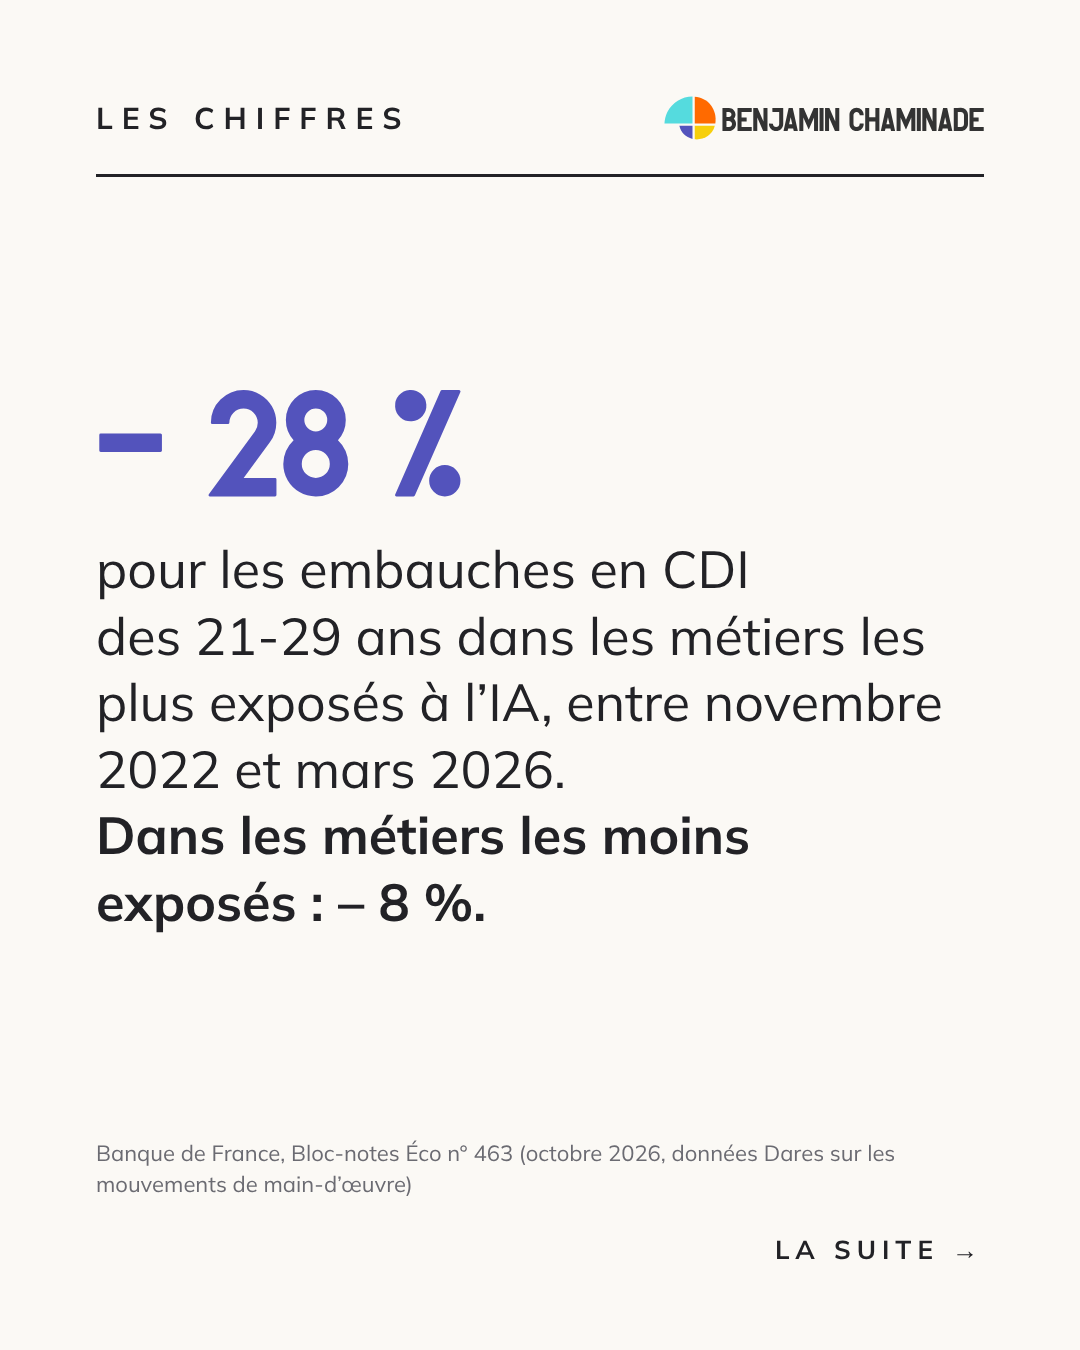 LES CHIFFRES
BENJAMIN CHAMINADE
– 28 %
pour les embauches en CDI
des 21-29 ans dans les métiers les
plus exposés à l’IA, entre novembre
2022 et mars 2026.
Dans les métiers les moins
exposés : – 8 %.
Banque de France, Bloc-notes Éco n° 463 (octobre 2026, données Dares sur les
mouvements de main-d’œuvre)
LA SUITE →